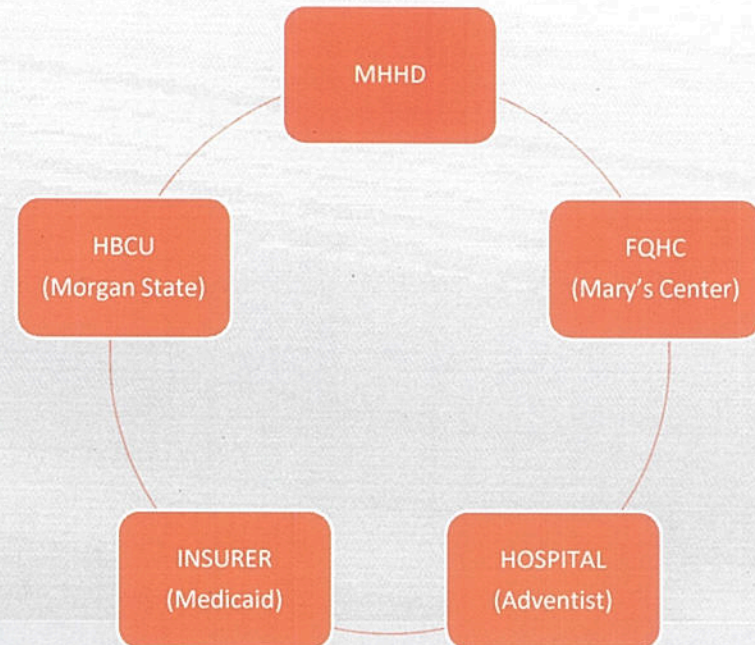 MHHD
HBCU
(Morgan State)
FQHC
(Mary's Center)
INSURER
(Medicaid)
HOSPITAL
(Adventist)